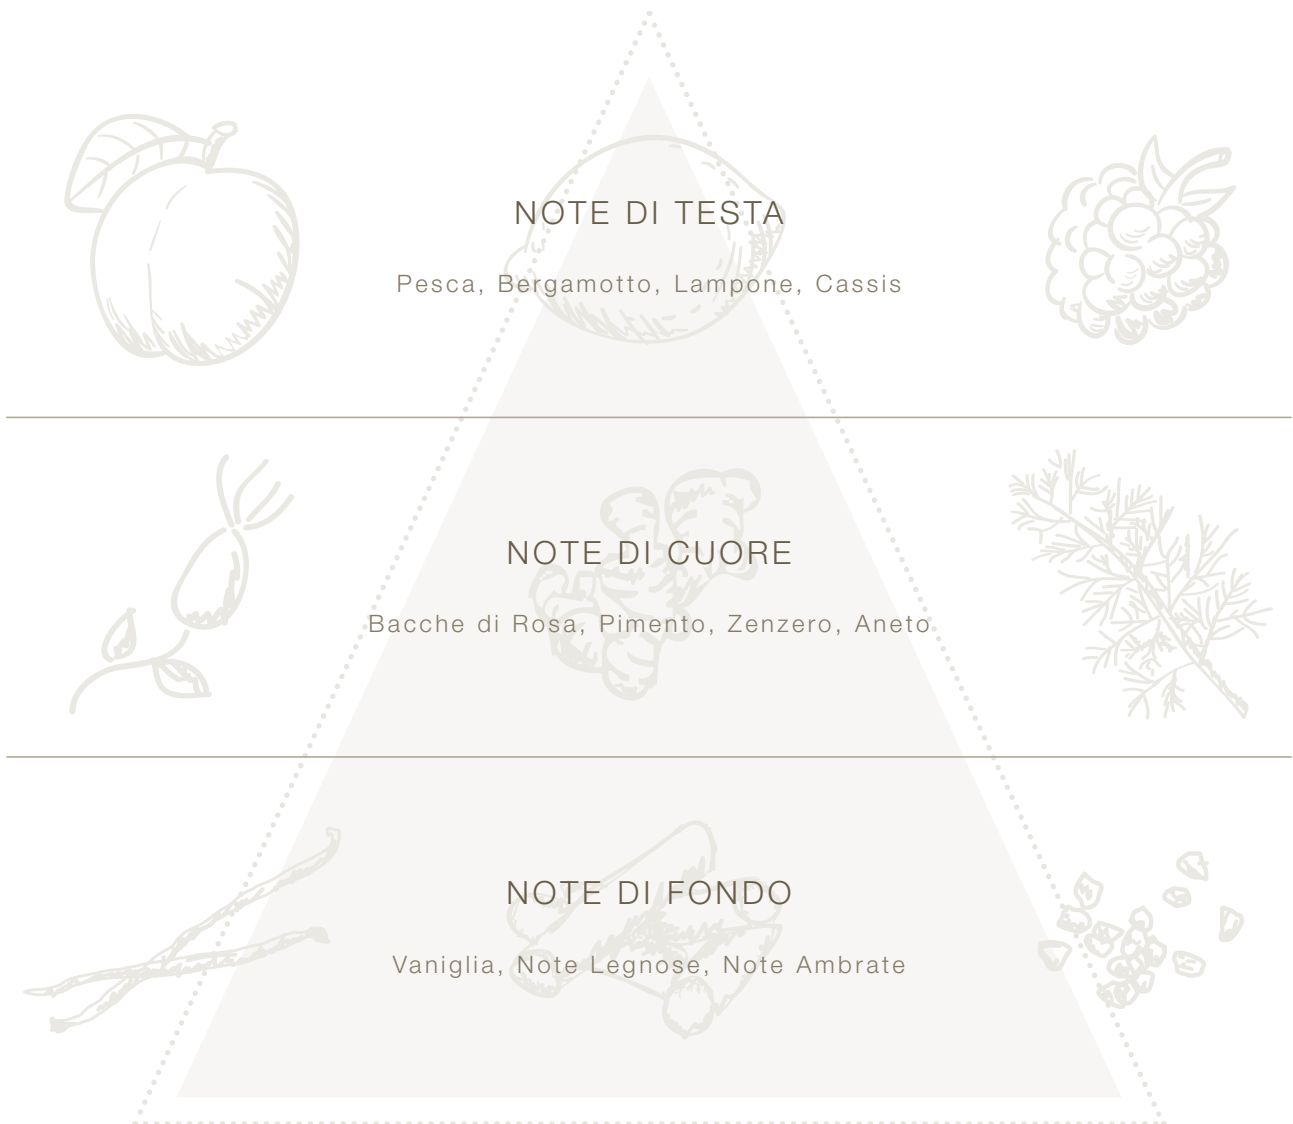 NOTE DI TESTA
Pesca, Bergamotto, Lampone, Cassis
NOTE DI CUORE
Bacche di Rosa, Pimento, Zenzero, Aneto
NOTE DI FONDO
Vaniglia, Note Legnose, Note Ambrate